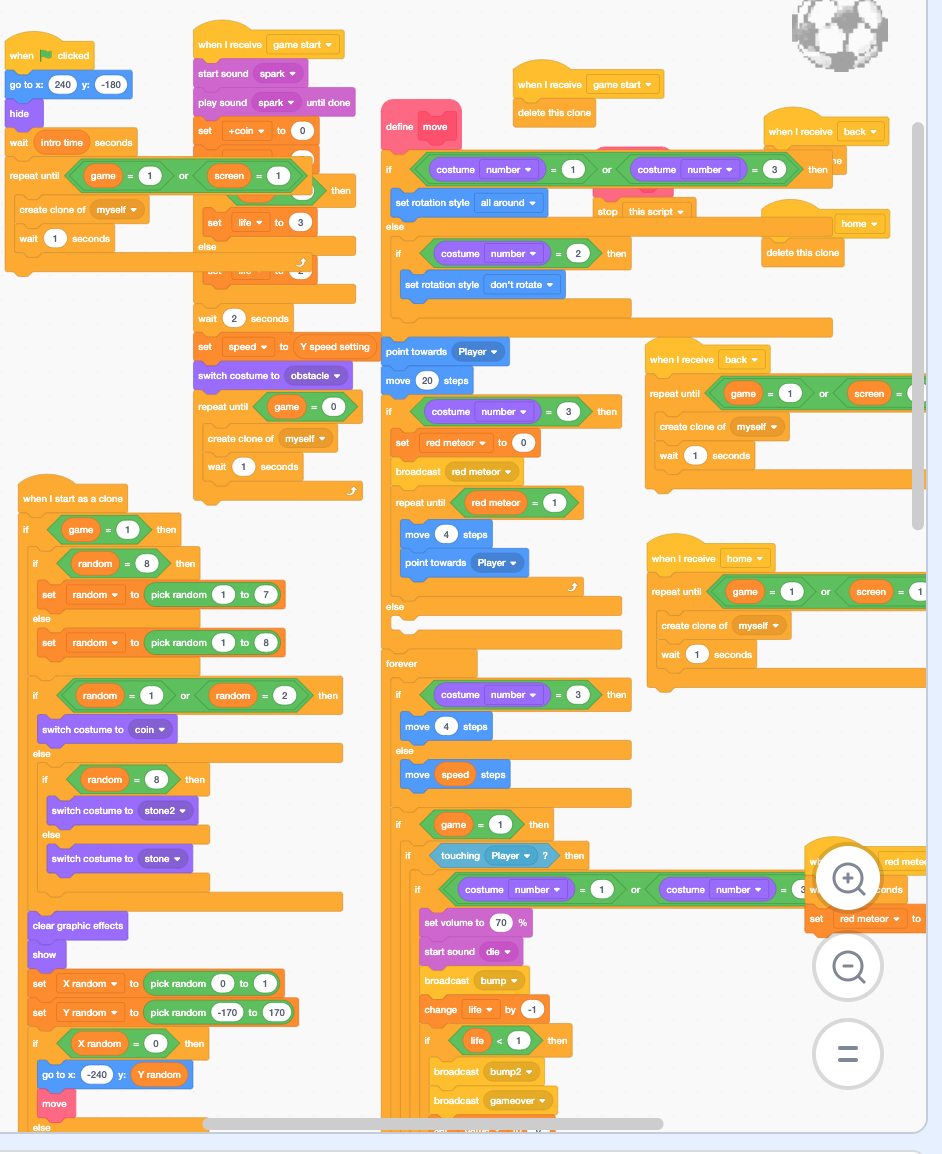 when clicked
go to x: 240 y: -180
hide
wait intro time seconds
repeat until game = 1 or screen = 1
create clone of myself
wait 1 seconds
when I receive game start
start sound spark
play sound spark until done
set +coin to 0
then
set life to 3
else
wait 2 seconds
set speed to Y speed setting
switch costume to obstacle
repeat until game = 0
create clone of myself
wait 1 seconds
when I start as a clone
if game = 1 then
if random = 8 then
set random to pick random 1 to 7
else
set random to pick random 1 to 8
if random = 1 or random = 2 then
switch costume to coin
else
if random = 8 then
switch costume to stone2
else
switch costume to stone
clear graphic effects
show
set X random to pick random 0 to 1
set Y random to pick random -170 to 170
if X random = 0 then
go to x: -240 y: Y random
move
else
define move
if costume number = 1 or costume number = 3 then
set rotation style all around
else
if costume number = 2 then
set rotation style don't rotate
point towards Player
move 20 steps
if costume number = 3 then
set red meteor to 0
broadcast red meteor
repeat until red meteor = 1
move 4 steps
point towards Player
else
forever
if costume number = 3 then
move 4 steps
else
move speed steps
if game = 1 then
if touching Player ? then
if costume number = 1 or costume number = 3
set volume to 70 %
start sound die
broadcast bump
change life by -1
if life < 1 then
broadcast bump2
broadcast gameover
when I receive game start
delete this clone
stop this script
when I receive back
home
delete this clone
when I receive back
repeat until game = 1 or screen =
create clone of myself
wait 1 seconds
when I receive home
repeat until game = 1 or screen = 1
create clone of myself
wait 1 seconds
red mete
set red meteor to